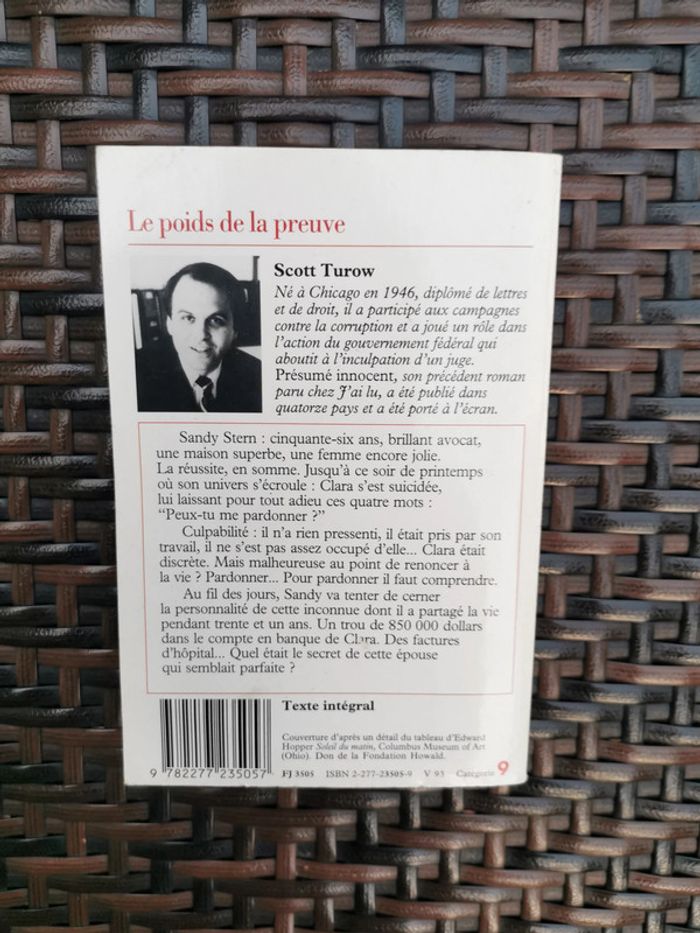 Le poids de la preuve
Scott Turow
Né à Chicago en 1946, diplômé de lettres
et de droit, il a participé aux campagnes
contre la corruption et a joué un rôle dans
l'action du gouvernement fédéral qui
aboutit à l'inculpation d'un juge.
Présumé innocent, son précédent roman
paru chez J'ai lu, a été publié dans
quatorze pays et a été porté à l'écran.
Sandy Stern : cinquante-six ans, brillant avocat,
une maison superbe, une femme encore jolie.
La réussite, en somme. Jusqu'à ce soir de printemps
où son univers s'écroule : Clara s'est suicidée,
lui laissant pour tout adieu ces quatre mots :
"Peux-tu me pardonner ?"
Culpabilité : il n'a rien pressenti, il était pris par son
travail, il ne s'est pas assez occupé d'elle... Clara était
discrète. Mais malheureuse au point de renoncer à
la vie ? Pardonner... Pour pardonner il faut comprendre.
Au fil des jours, Sandy va tenter de cerner
la personnalité de cette inconnue dont il a partagé la vie
pendant trente et un ans. Un trou de 850 000 dollars
dans le compte en banque de Clara. Des factures
d'hôpital... Quel était le secret de cette épouse
qui semblait parfaite ?
Texte intégral
Couverture d'après un détail du tableau d'Edward
Hopper Soleil du matin, Columbus Museum of Art
(Ohio). Don de la Fondation Howald.
9 782277 235057
FJ 3505 ISBN 2-277-23505-9 V 93 Catégorie 9